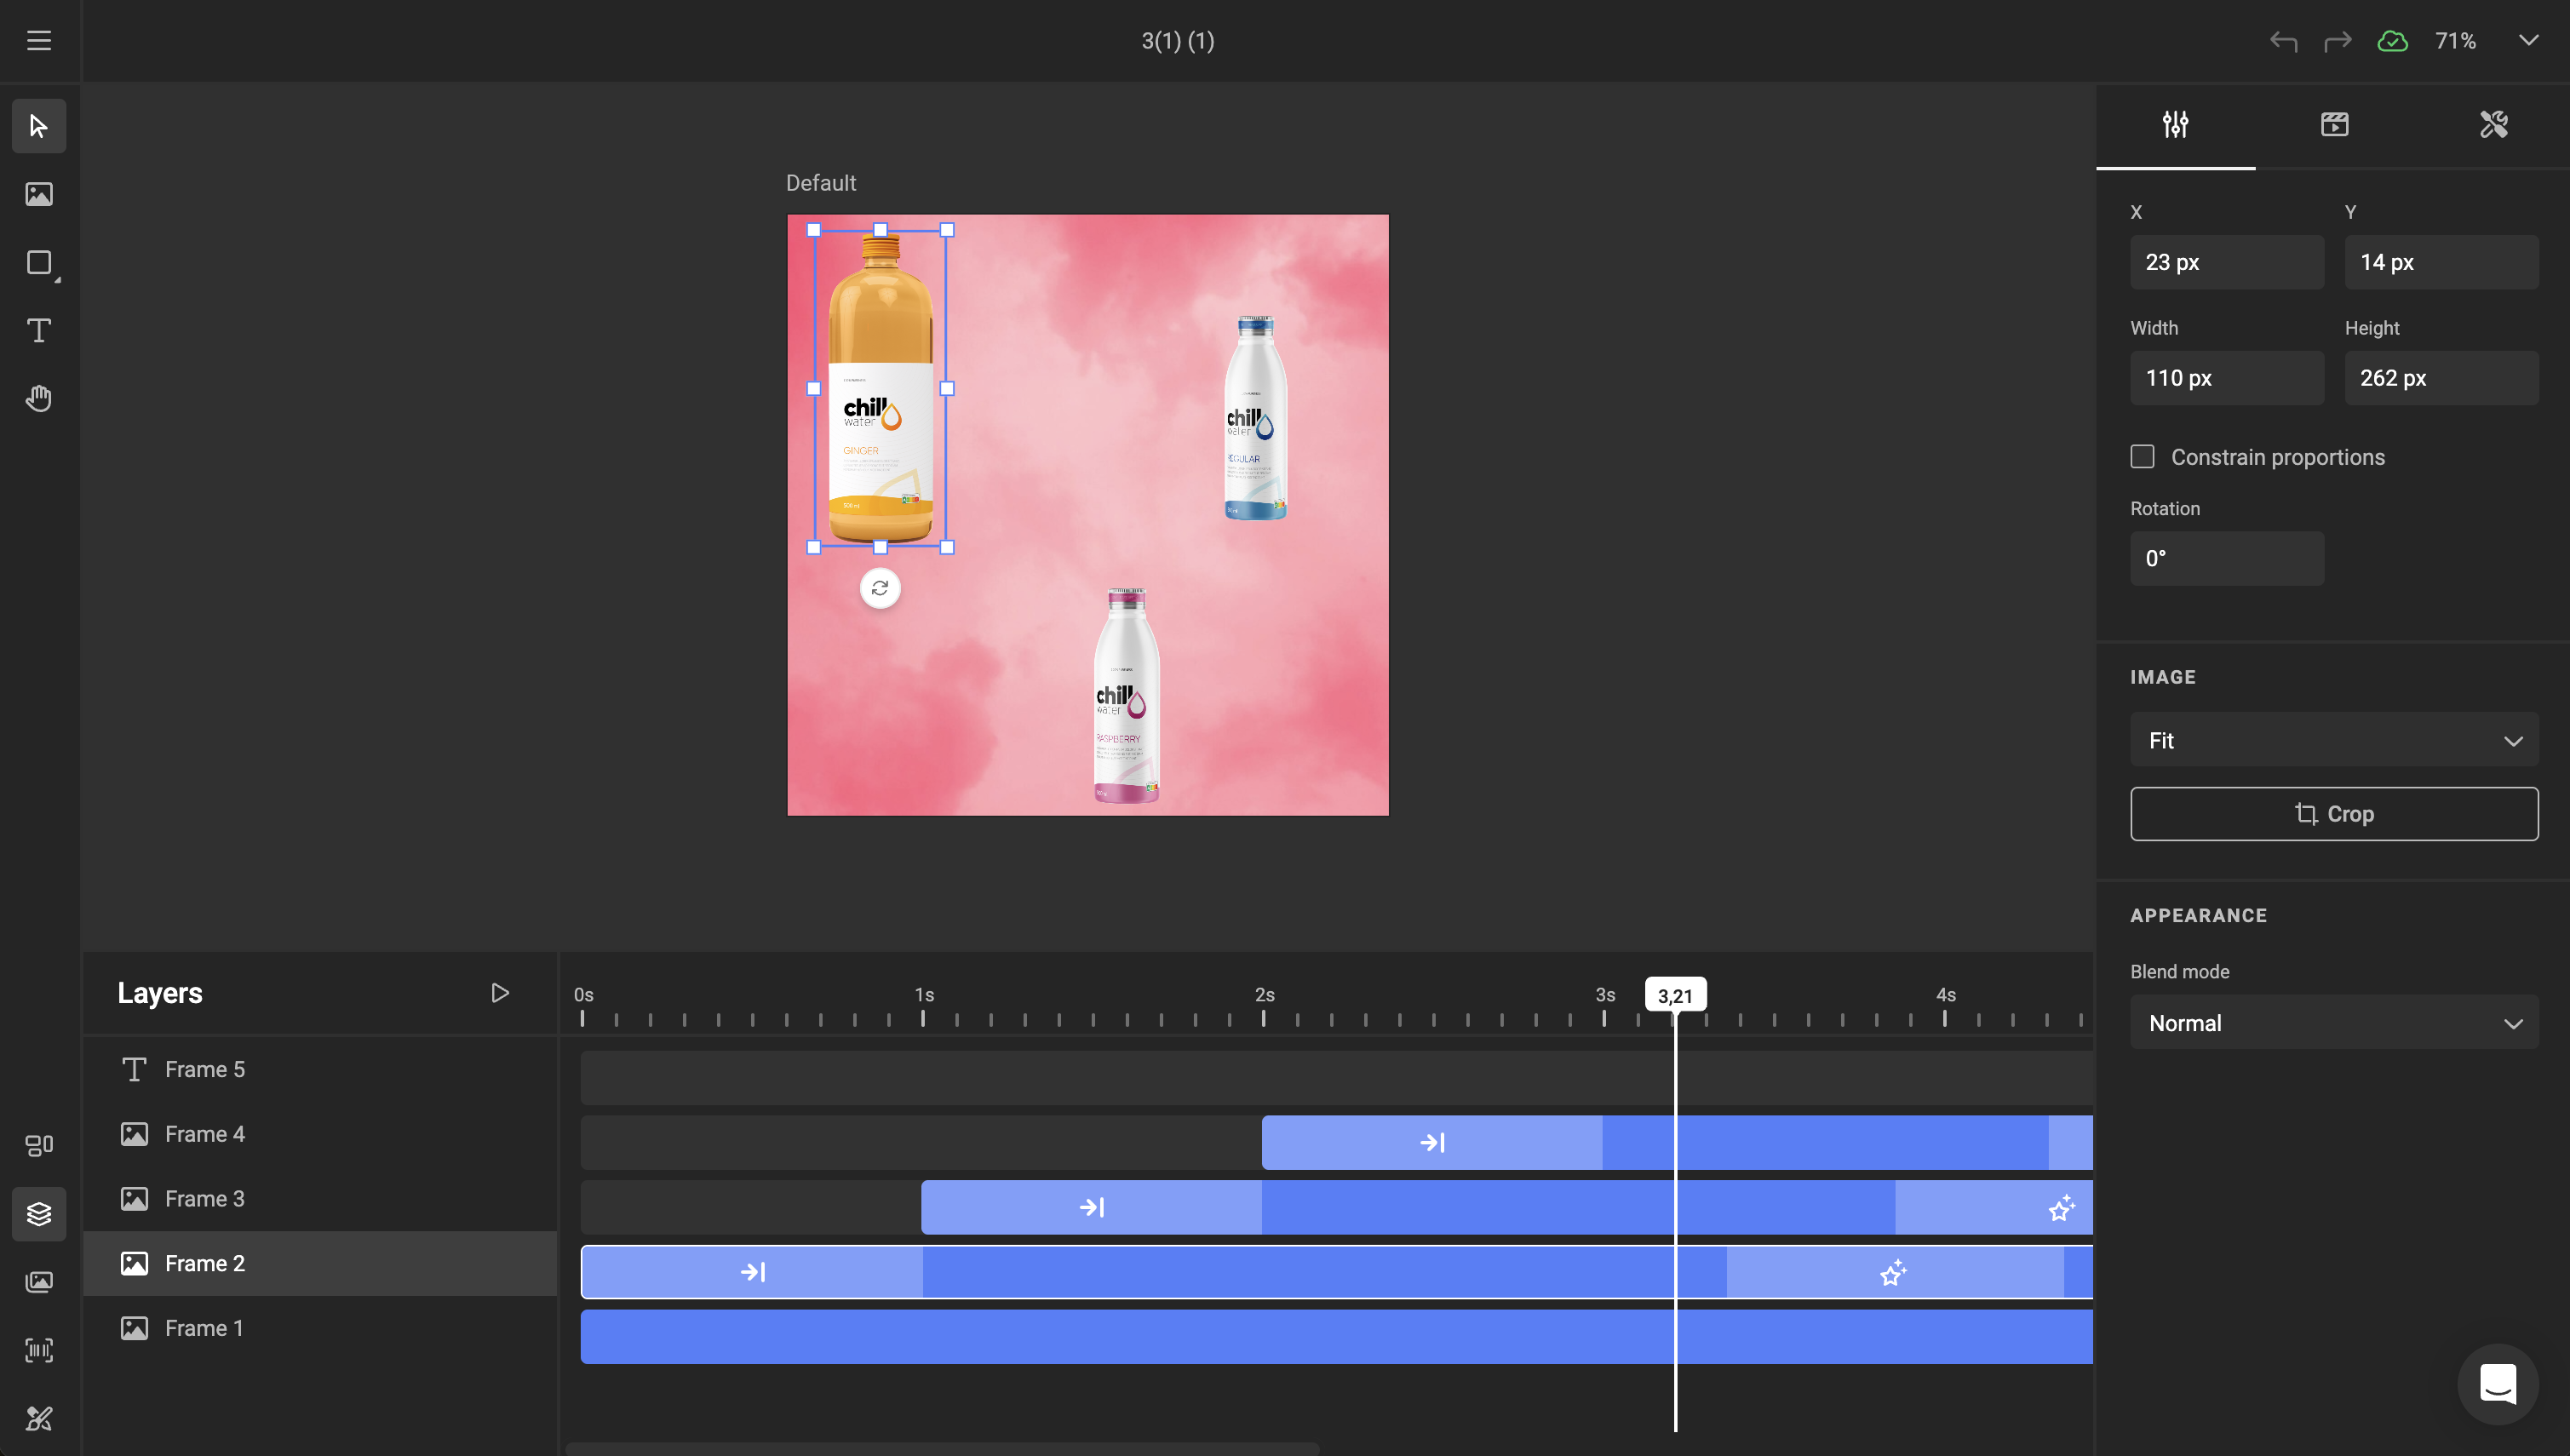 3(1) (1)
71%
Default
chill
water
GINGER
500 ml
chill
water
REGULAR
chill
water
RASPBERRY
X
Y
23 px
14 px
Width
Height
110 px
262 px
Constrain proportions
Rotation
0°
IMAGE
Fit
Crop
APPEARANCE
Blend mode
Normal
Layers
0s
1s
2s
3s
3,21
4s
Frame 5
Frame 4
Frame 3
Frame 2
Frame 1